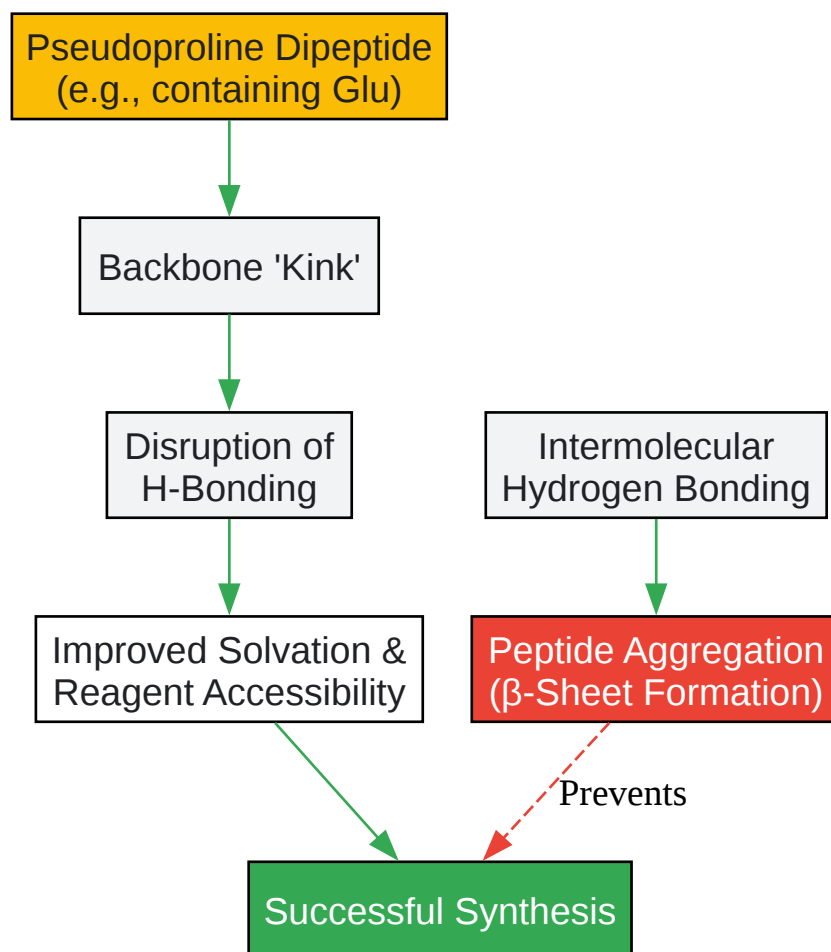 Pseudoproline Dipeptide
(e.g., containing Glu)
Backbone 'Kink'
Disruption of
H-Bonding
Intermolecular
Hydrogen Bonding
Improved Solvation &
Reagent Accessibility
Peptide Aggregation
(β-Sheet Formation)
Prevents
Successful Synthesis